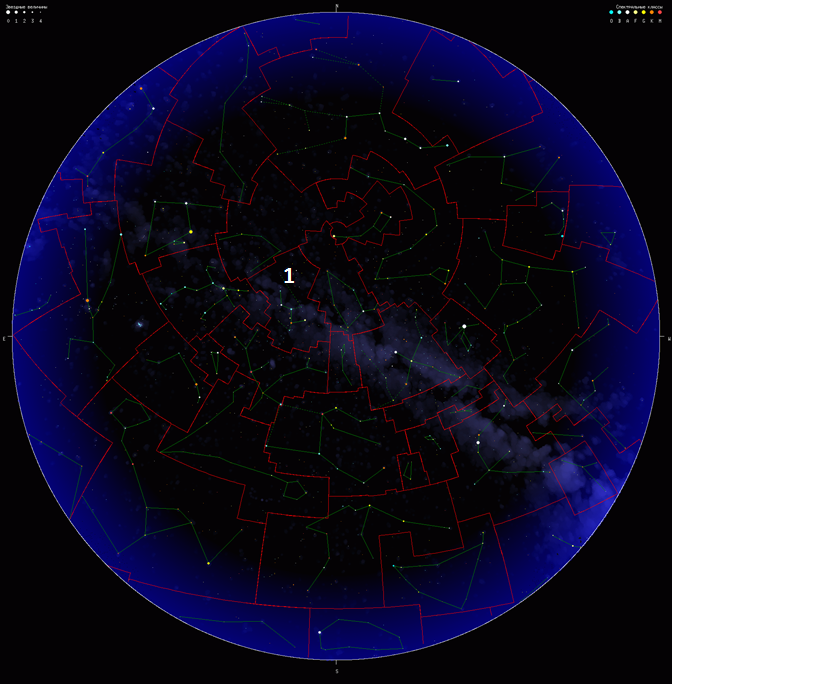 Звездные величины
Спектральные классы
0 1 2 3 4
O B A F G K M
N
1
E
W
S